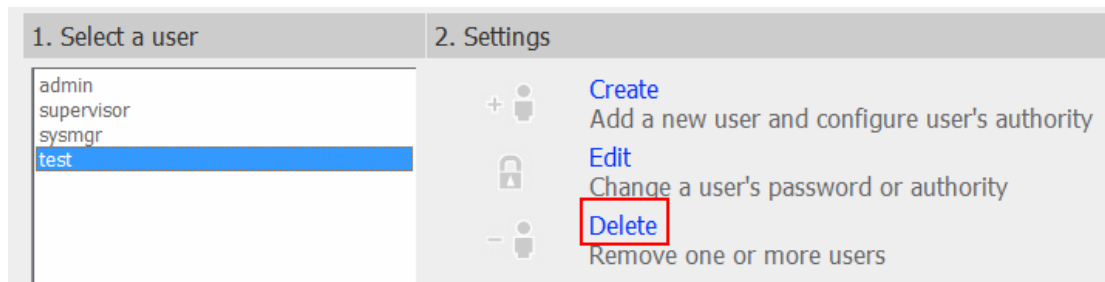 1. Select a user
2. Settings
admin
supervisor
sysmgr
test
Create
Add a new user and configure user's authority
Edit
Change a user's password or authority
Delete
Remove one or more users